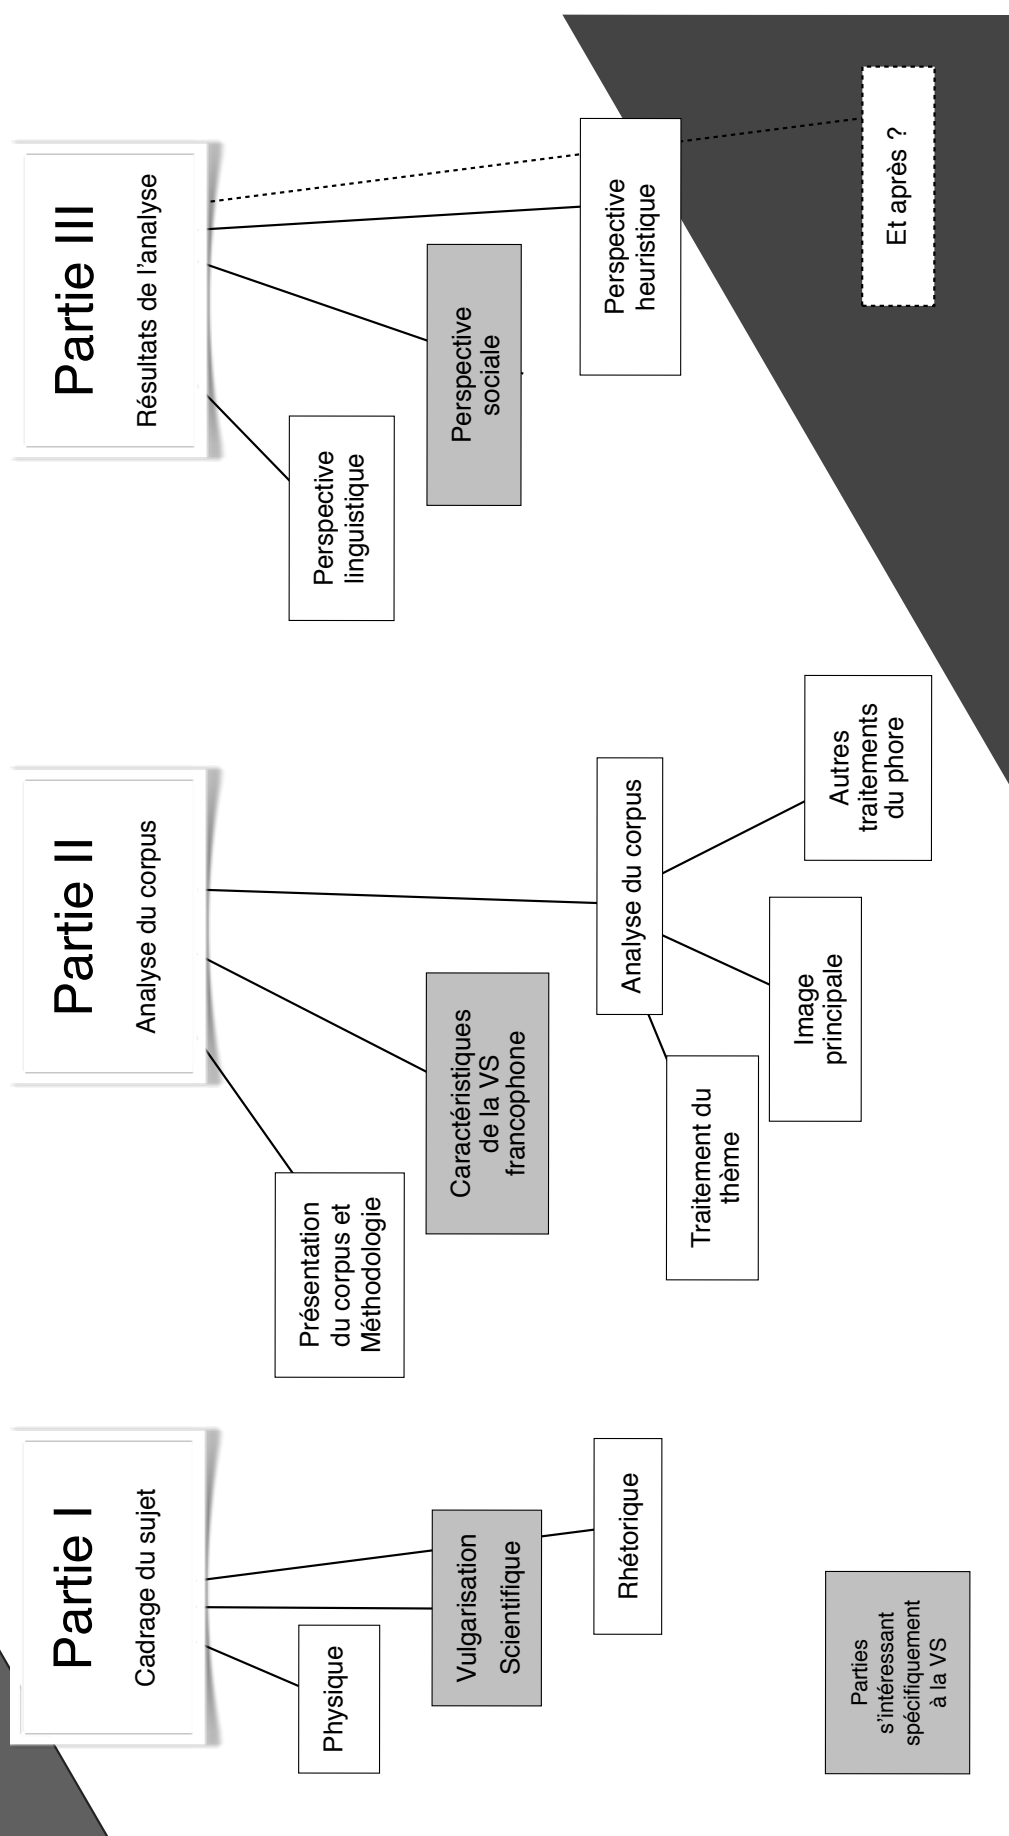 Partie I
Cadrage du sujet
Physique
Vulgarisation
Scientifique
Rhétorique
Partie II
Analyse du corpus
Présentation
du corpus et
Méthodologie
Caractéristiques
de la VS
francophone
Analyse du corpus
Traitement du
thème
Image
principale
Autres
traitements
du phore
Partie III
Résultats de l'analyse
Perspective
linguistique
Perspective
sociale
Perspective
heuristique
Et après ?
Parties
s'intéressant
spécifiquement
à la VS